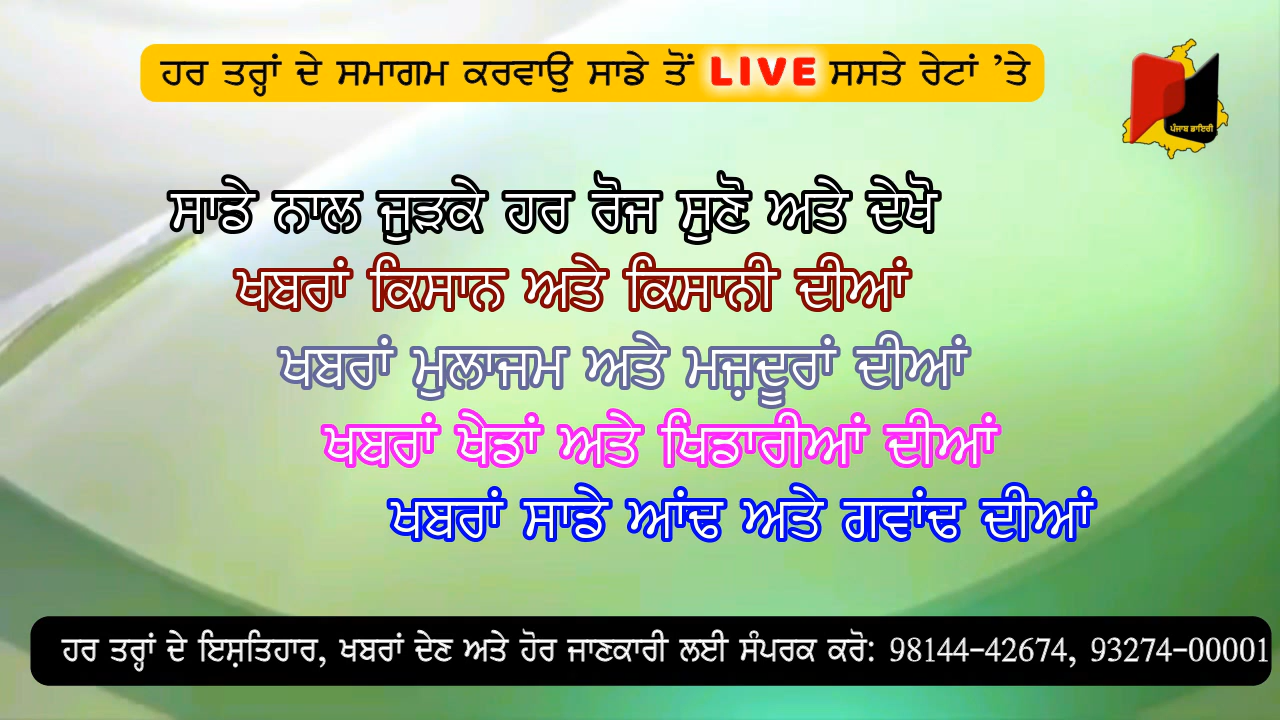 ਹਰ ਤਰ੍ਹਾਂ ਦੇ ਸਮਾਗਮ ਕਰਵਾਉ ਸਾਡੇ ਤੋਂ LIVE ਸਸਤੇ ਰੇਟਾਂ ’ਤੇ
ਪੰਜਾਬ ਡਾਇਰੀ
ਸਾਡੇ ਨਾਲ ਜੁੜਕੇ ਹਰ ਰੋਜ ਸੁਣੋ ਅਤੇ ਦੇਖੋ
ਖਬਰਾਂ ਕਿਸਾਨ ਅਤੇ ਕਿਸਾਨੀ ਦੀਆਂ
ਖਬਰਾਂ ਮੁਲਾਜਮ ਅਤੇ ਮਜ਼ਦੂਰਾਂ ਦੀਆਂ
ਖਬਰਾਂ ਖੇਡਾਂ ਅਤੇ ਖਿਡਾਰੀਆਂ ਦੀਆਂ
ਖਬਰਾਂ ਸਾਡੇ ਆਂਢ ਅਤੇ ਗਵਾਂਢ ਦੀਆਂ
ਹਰ ਤਰ੍ਹਾਂ ਦੇ ਇਸ਼ਤਿਹਾਰ, ਖਬਰਾਂ ਦੇਣ ਅਤੇ ਹੋਰ ਜਾਣਕਾਰੀ ਲਈ ਸੰਪਰਕ ਕਰੋ: 98144-42674, 93274-00001